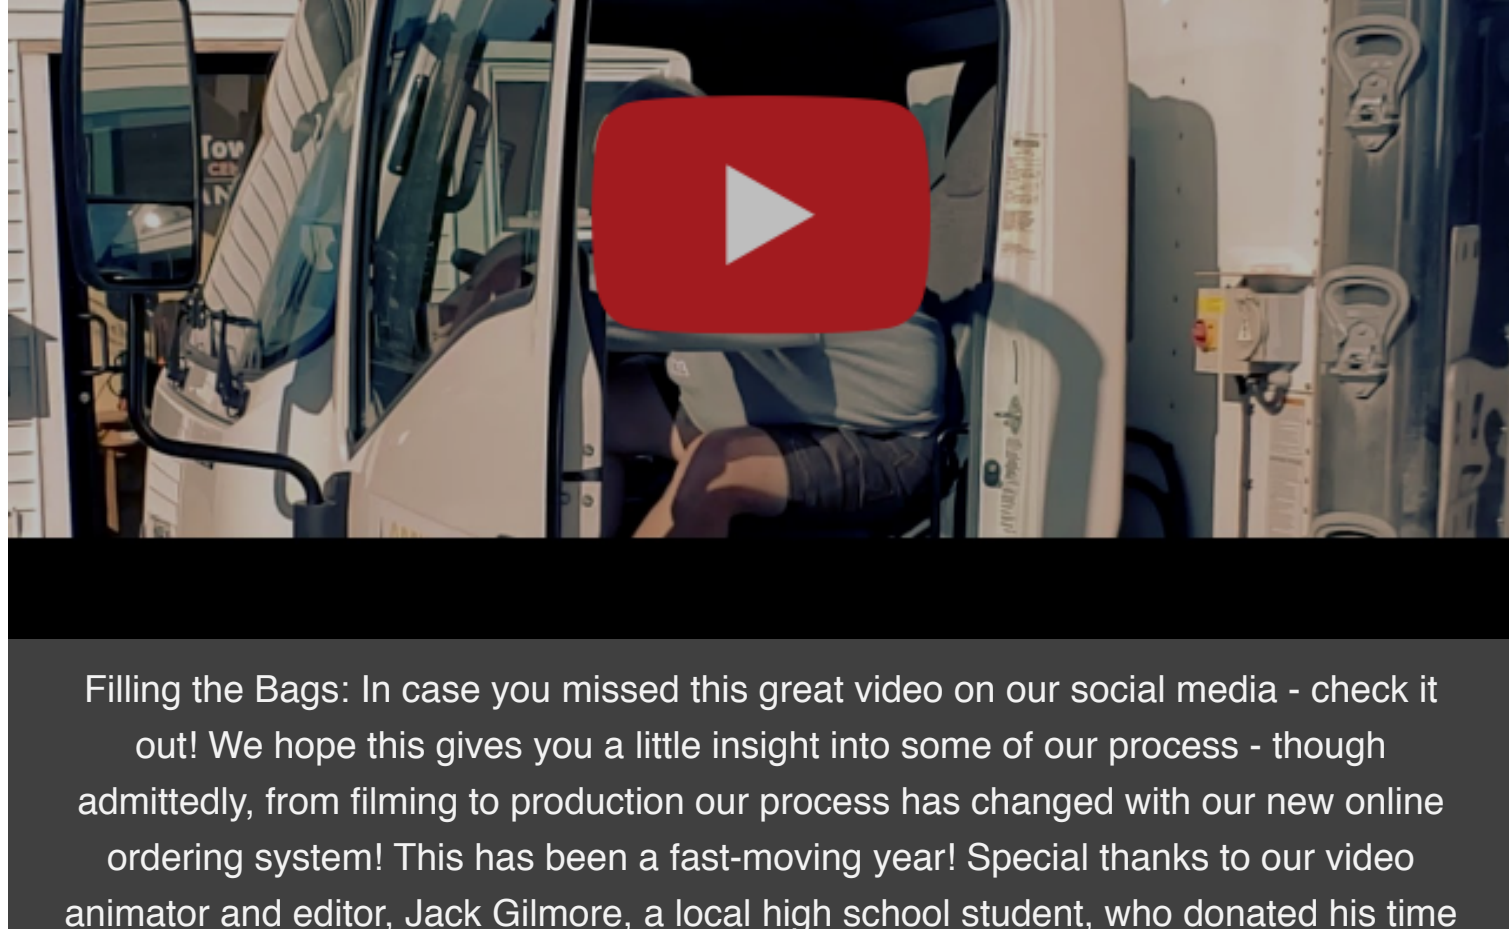 Tow
Filling the Bags: In case you missed this great video on our social media - check it
out! We hope this gives you a little insight into some of our process - though
admittedly, from filming to production our process has changed with our new online
ordering system! This has been a fast-moving year! Special thanks to our video
animator and editor, Jack Gilmore, a local high school student, who donated his time